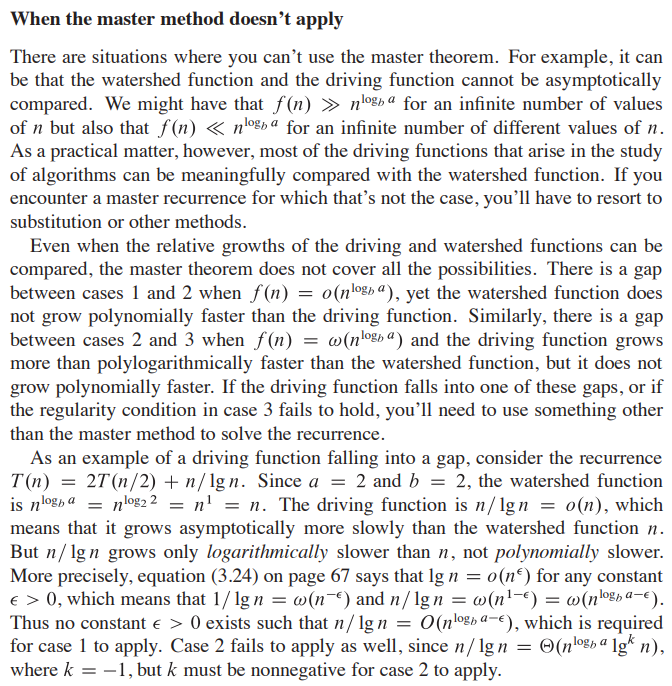 When the master method doesn’t apply
There are situations where you can’t use the master theorem. For example, it can
be that the watershed function and the driving function cannot be asymptotically
compared. We might have that f(n) ≫ n^{log_b a} for an infinite number of values
of n but also that f(n) ≪ n^{log_b a} for an infinite number of different values of n.
As a practical matter, however, most of the driving functions that arise in the study
of algorithms can be meaningfully compared with the watershed function. If you
encounter a master recurrence for which that’s not the case, you’ll have to resort to
substitution or other methods.
Even when the relative growths of the driving and watershed functions can be
compared, the master theorem does not cover all the possibilities. There is a gap
between cases 1 and 2 when f(n) = o(n^{log_b a}), yet the watershed function does
not grow polynomially faster than the driving function. Similarly, there is a gap
between cases 2 and 3 when f(n) = ω(n^{log_b a}) and the driving function grows
more than polylogarithmically faster than the watershed function, but it does not
grow polynomially faster. If the driving function falls into one of these gaps, or if
the regularity condition in case 3 fails to hold, you’ll need to use something other
than the master method to solve the recurrence.
As an example of a driving function falling into a gap, consider the recurrence
T(n) = 2T(n/2) + n/lg n. Since a = 2 and b = 2, the watershed function
is n^{log_b a} = n^{log_2 2} = n^1 = n. The driving function is n/lg n = o(n), which
means that it grows asymptotically more slowly than the watershed function n.
But n/lg n grows only logarithmically slower than n, not polynomially slower.
More precisely, equation (3.24) on page 67 says that lg n = o(n^ϵ) for any constant
ϵ > 0, which means that 1/lg n = ω(n^{−ϵ}) and n/lg n = ω(n^{1−ϵ}) = ω(n^{log_b a−ϵ}).
Thus no constant ϵ > 0 exists such that n/lg n = O(n^{log_b a−ϵ}), which is required
for case 1 to apply. Case 2 fails to apply as well, since n/lg n = Θ(n^{log_b a} lg^k n),
where k = −1, but k must be nonnegative for case 2 to apply.